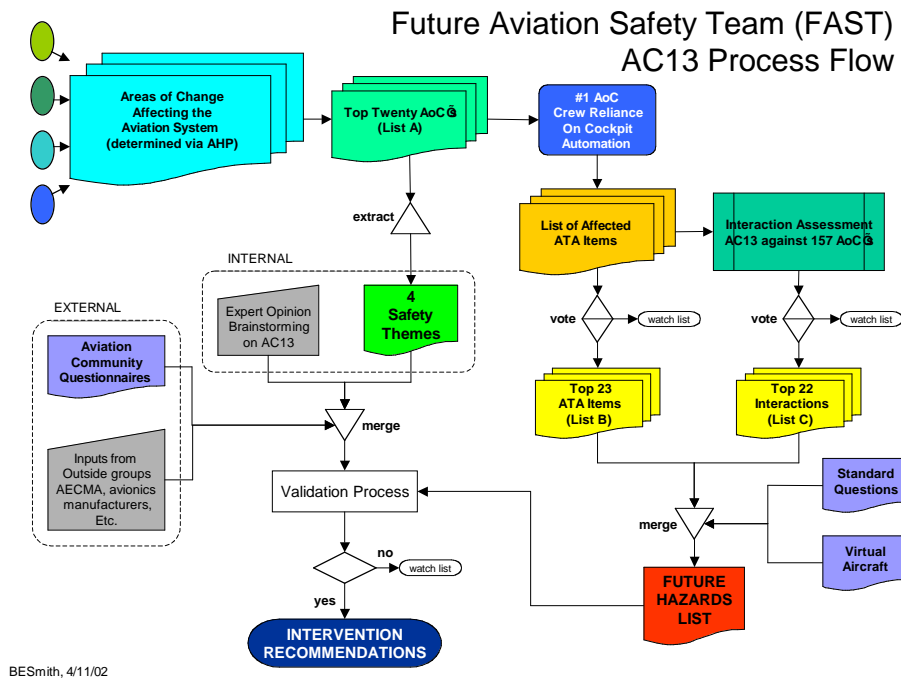 Future Aviation Safety Team (FAST)
AC13 Process Flow
Areas of Change
Affecting the
Aviation System
(determined via AHP)
Top Twenty AoC
(List A)
#1 AoC
Crew Reliance
On Cockpit
Automation
extract
List of Affected
ATA Items
Interaction Assessment
AC13 against 157 AoC
INTERNAL
Expert Opinion
Brainstorming
on AC13
4
Safety
Themes
vote
watch list
vote
watch list
EXTERNAL
Aviation
Community
Questionnaires
Top 23
ATA Items
(List B)
Top 22
Interactions
(List C)
merge
Inputs from
Outside groups
AECMA, avionics
manufacturers,
Etc.
Validation Process
Standard
Questions
merge
Virtual
Aircraft
no
watch list
yes
FUTURE
HAZARDS
LIST
INTERVENTION
RECOMMENDATIONS
BESmith, 4/11/02